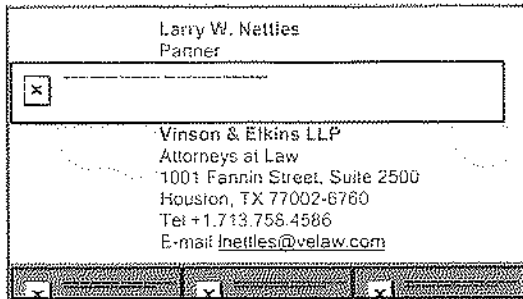 Larry W. Nettles
Partner
Vinson & Elkins LLP
Attorneys at Law
1001 Fannin Street, Suite 2500
Houston, TX 77002-6760
Tel +1.713.758.4586
E-mail lnettles@velaw.com